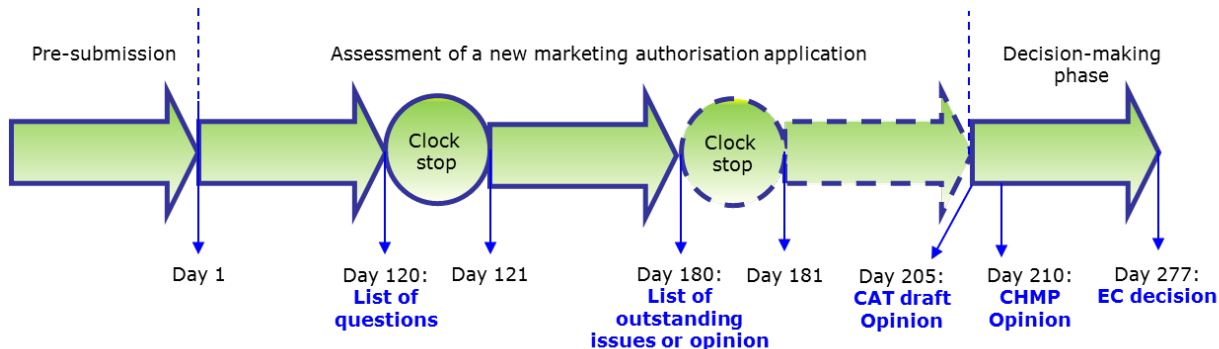 Pre-submission
Assessment of a new marketing authorisation application
Decision-making
phase
Clock
stop
Clock
stop
Day 1
Day 120:
List of
questions
Day 121
Day 180:
List of
outstanding
issues or opinion
Day 181
Day 205:
CAT draft
Opinion
Day 210:
CHMP
Opinion
Day 277:
EC decision